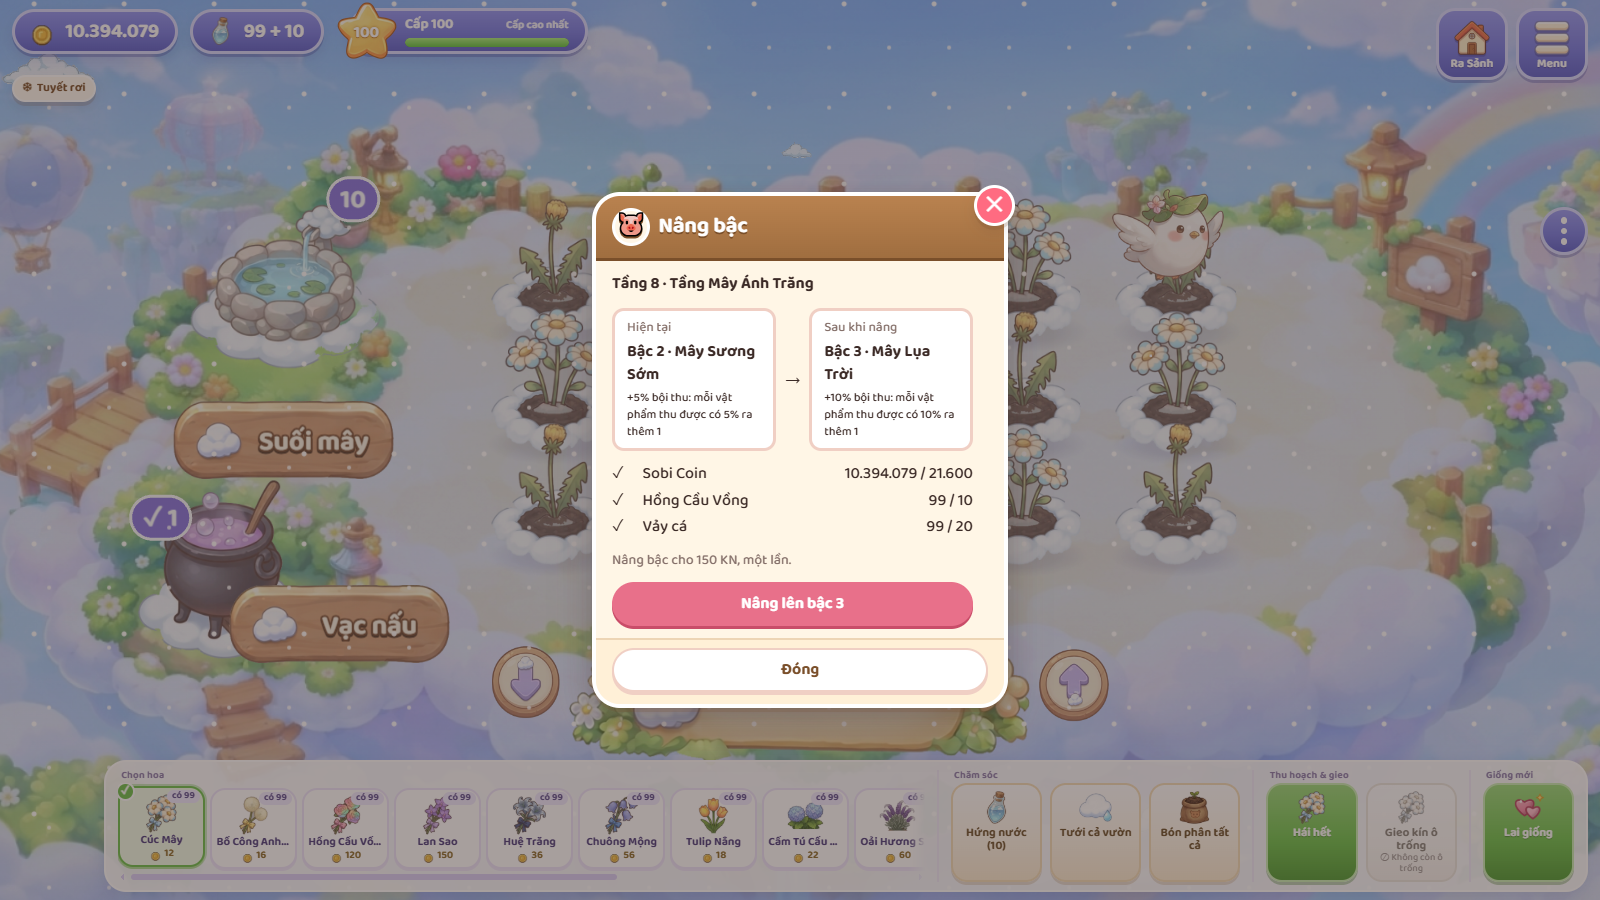 10.394.079
99 + 10
100
Cấp 100
Cấp cao nhất
Ra Sảnh
Menu
❄ Tuyết rơi
10
Suối mây
✓1
Vạc nấu
Nâng bậc
Tầng 8 · Tầng Mây Ánh Trăng
Hiện tại
Bậc 2 · Mây Sương
Sớm
+5% bội thu: mỗi vật
phẩm thu được có 5% ra
thêm 1
→
Sau khi nâng
Bậc 3 · Mây Lụa
Trời
+10% bội thu: mỗi vật
phẩm thu được có 10% ra
thêm 1
✓ Sobi Coin 10.394.079 / 21.600
✓ Hồng Cầu Vồng 99 / 10
✓ Vảy cá 99 / 20
Nâng bậc cho 150 KN, một lần.
Nâng lên bậc 3
Đóng
Chọn hoa
có 99
Cúc Mây
12
có 99
Bồ Công Anh...
16
có 99
Hồng Cầu Vồ...
120
có 99
Lan Sao
150
có 99
Huệ Trăng
36
có 99
Chuông Mộng
56
có 99
Tulip Nắng
18
có 99
Cẩm Tú Cầu ...
22
có 9
Oải Hương S
60
Chăm sóc
Hứng nước
(10)
Tưới cả vườn
Bón phân tất
cả
Thu hoạch & gieo
Hái hết
Gieo kín ô
trống
Không còn ô
trống
Giống mới
Lai giống